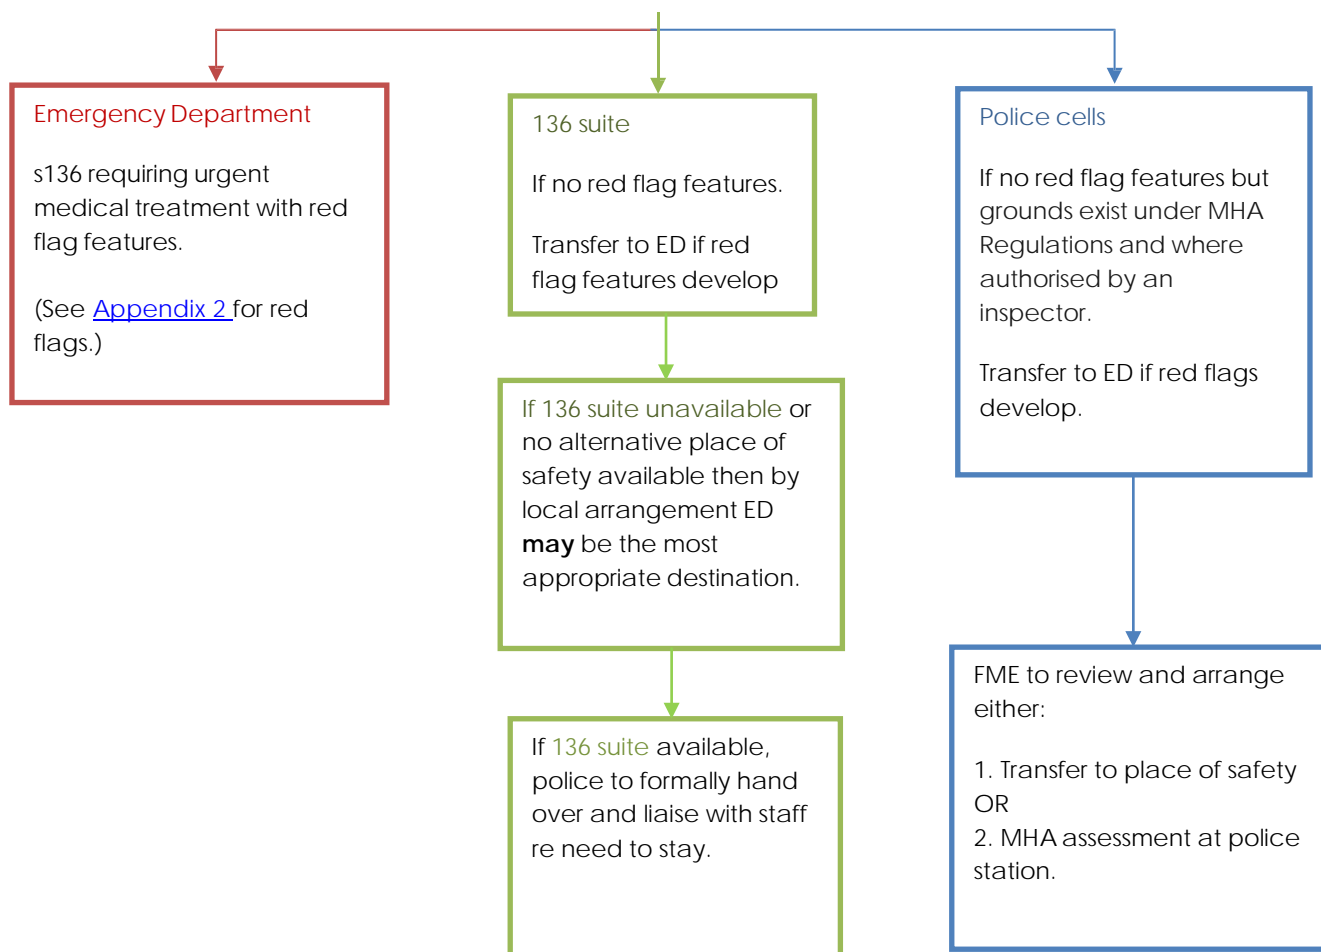 Emergency Department
s136 requiring urgent
medical treatment with red
flag features.
(See Appendix 2 for red
flags.)
136 suite
If no red flag features.
Transfer to ED if red
flag features develop
If 136 suite unavailable or
no alternative place of
safety available then by
local arrangement ED
may be the most
appropriate destination.
If 136 suite available,
police to formally hand
over and liaise with staff
re need to stay.
Police cells
If no red flag features but
grounds exist under MHA
Regulations and where
authorised by an
inspector.
Transfer to ED if red flags
develop.
FME to review and arrange
either:
1. Transfer to place of safety
OR
2. MHA assessment at police
station.